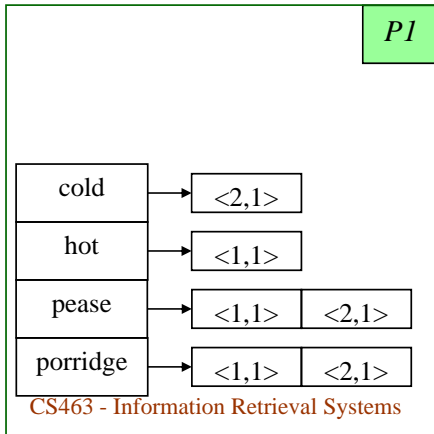 P1
cold <2,1>
hot <1,1>
pease <1,1> <2,1>
porridge <1,1> <2,1>
CS463 - Information Retrieval Systems